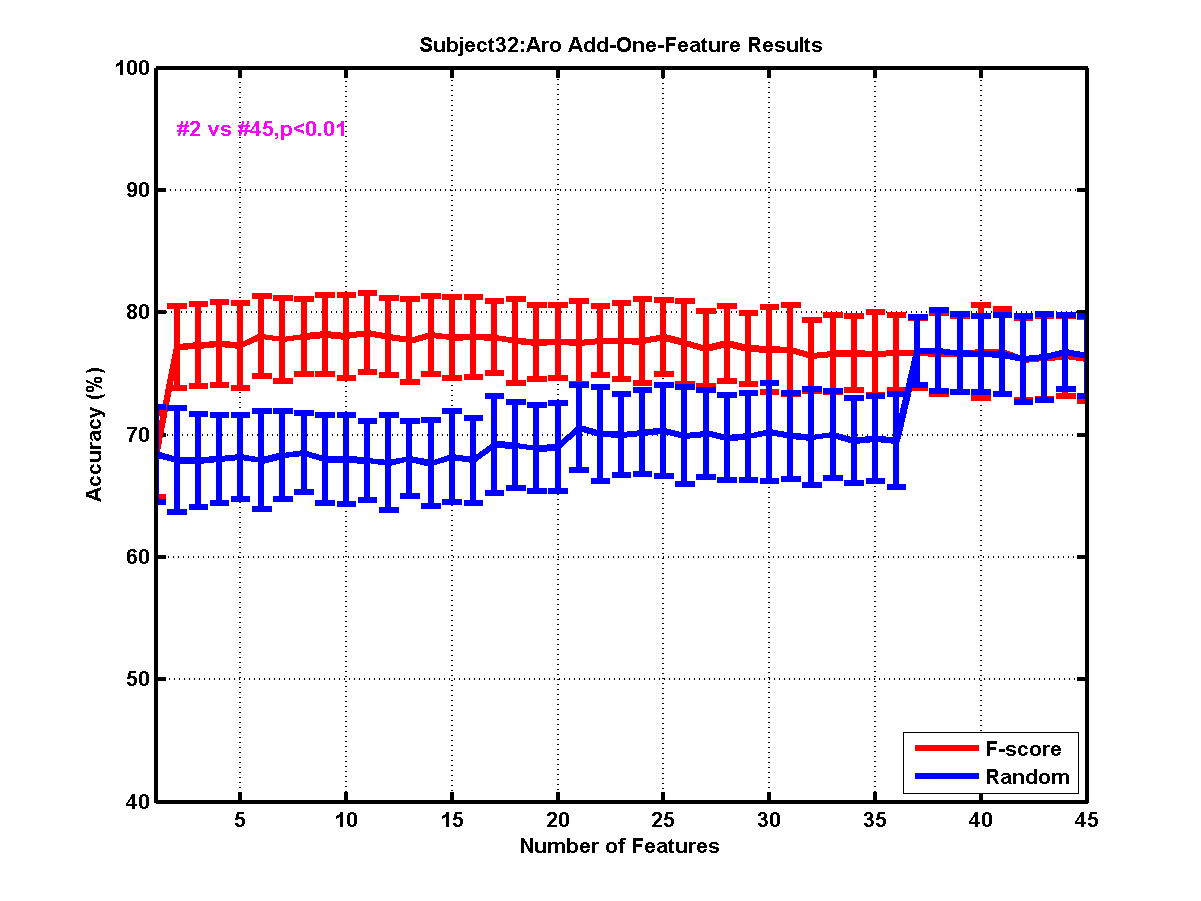 Subject32:Aro Add-One-Feature Results
100
#2 vs #45,p<0.01
90
80
70
60
50
40
Accuracy (%)
F-score
Random
5 10 15 20 25 30 35 40 45
Number of Features